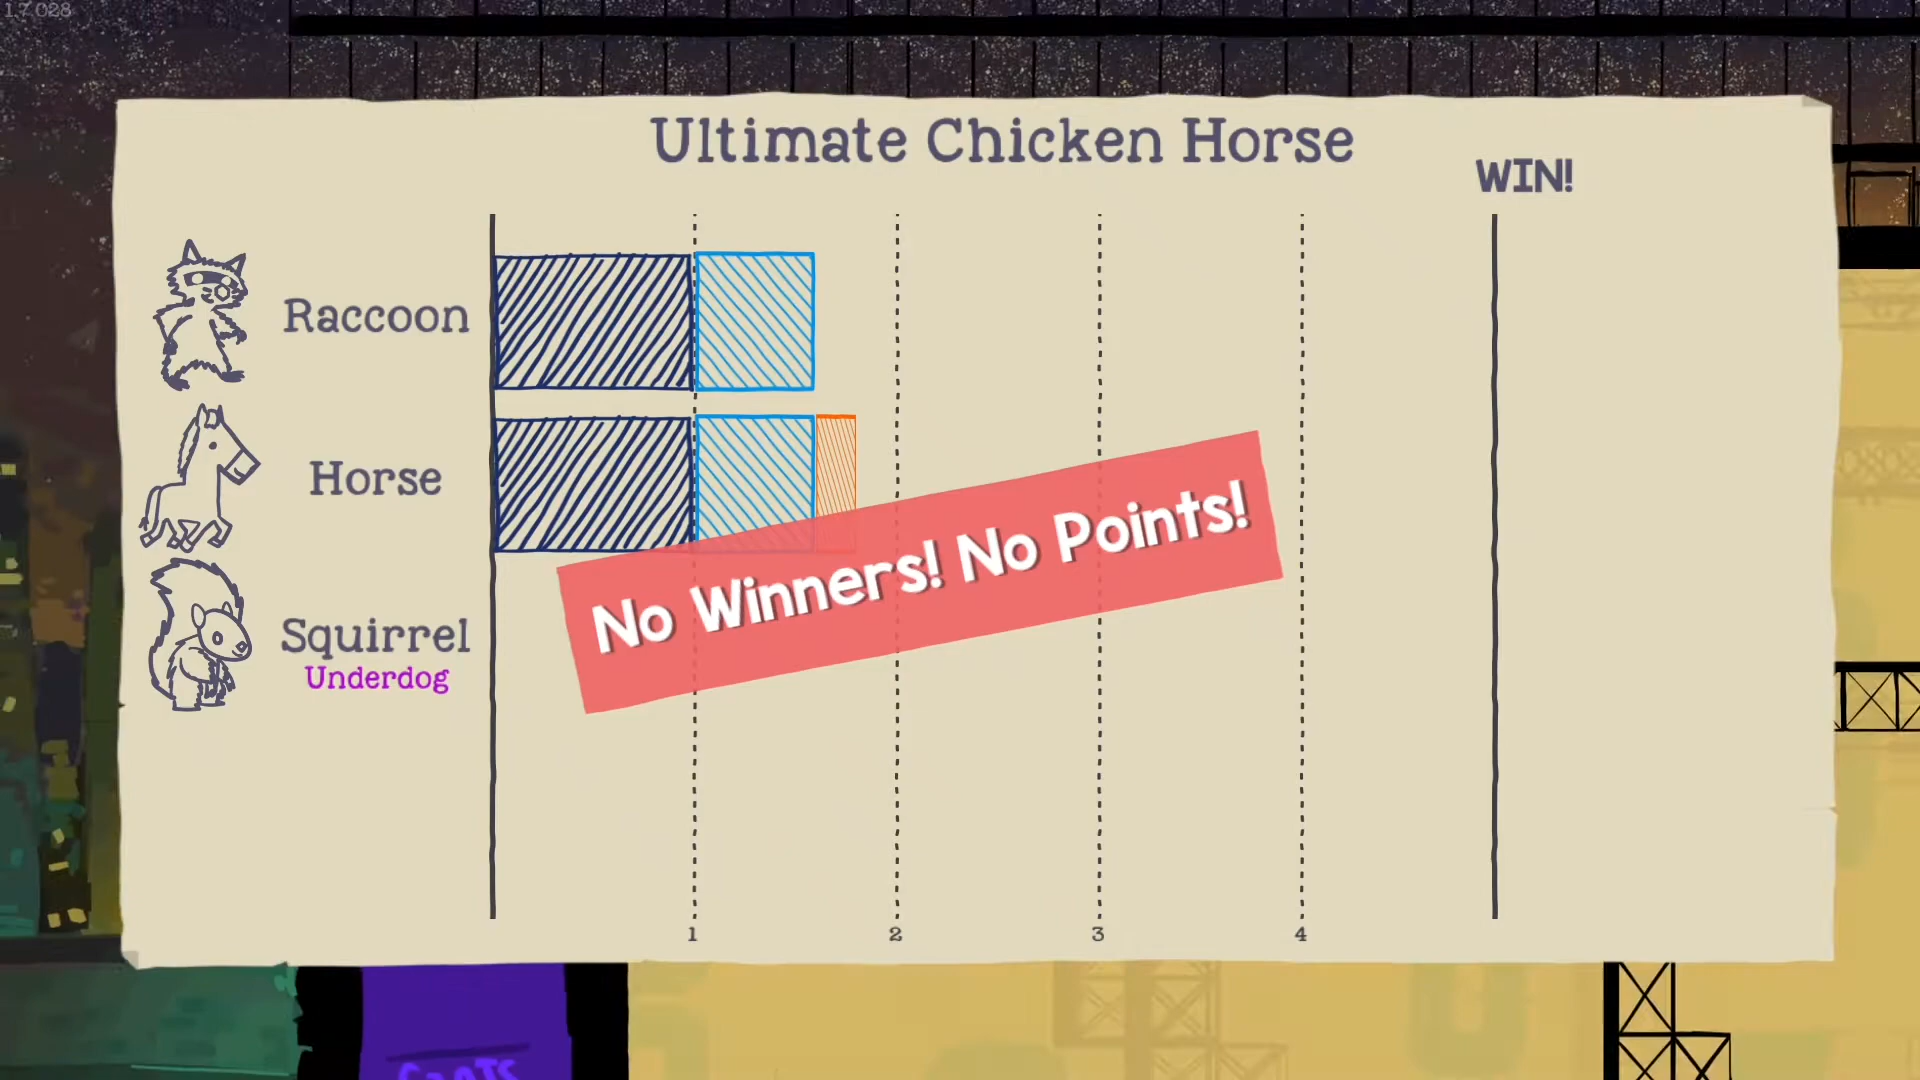 1.7.028
Ultimate Chicken Horse
WIN!
Raccoon
Horse
No Winners! No Points!
Squirrel
Underdog
1 2 3 4